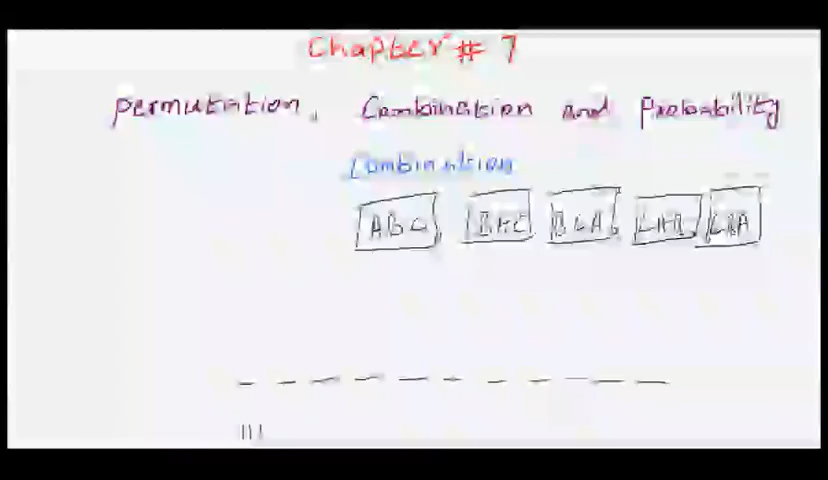 Chapter # 7
Permutation, Combination and Probability
Combination
ABC BAC BCA CAB CBA